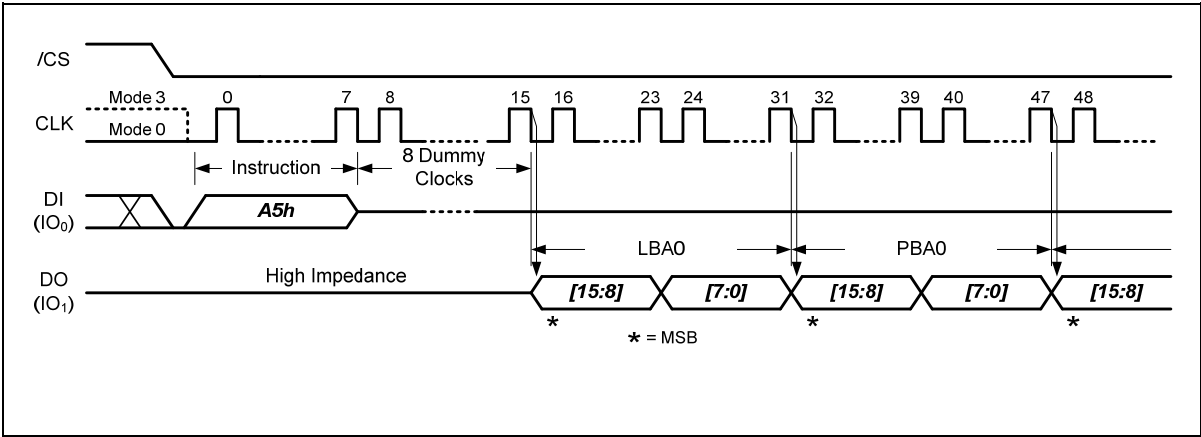 /CS
Mode 3
0 7 8 15 16 23 24 31 32 39 40 47 48
CLK
Mode 0
Instruction
8 Dummy
Clocks
DI
(IO₀)
A5h
LBA0
PBA0
DO
(IO₁)
High Impedance
[15:8]
[7:0]
[15:8]
[7:0]
[15:8]
*
*
*
* = MSB